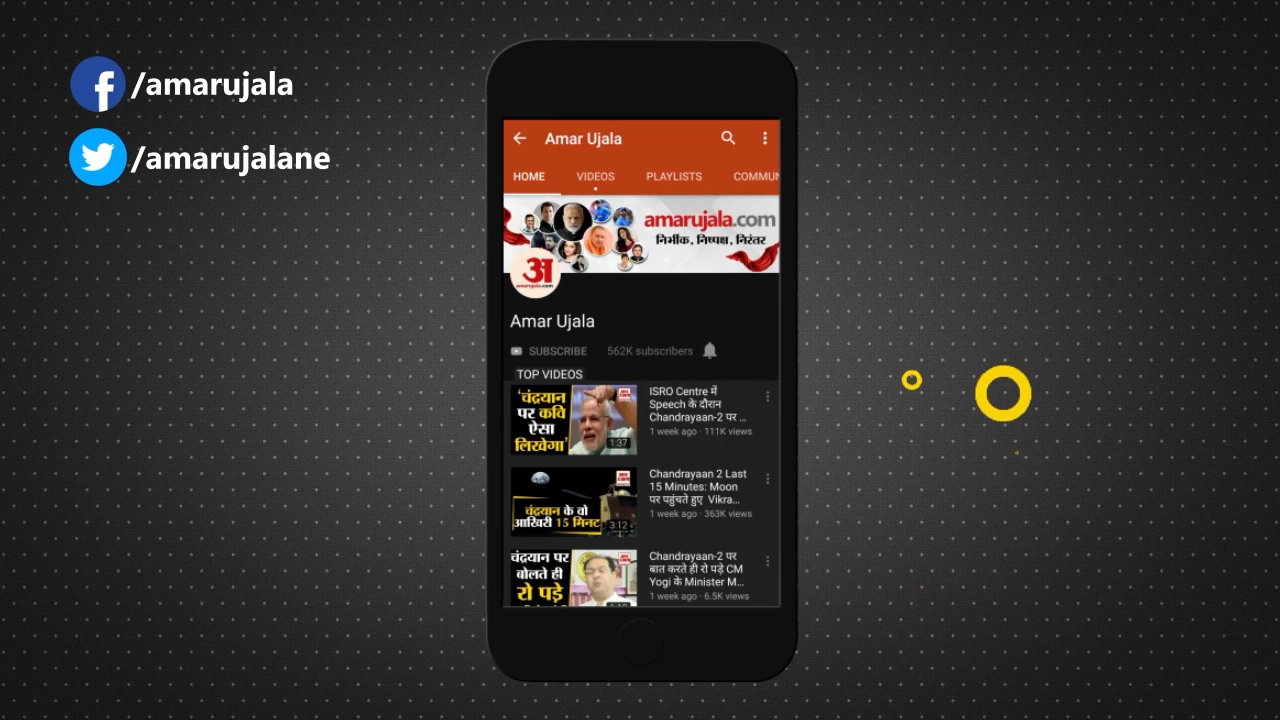 /amarujala
/amarujalane
Amar Ujala
HOME VIDEOS PLAYLISTS COMMUN
amarujala.com
निर्भीक, निष्पक्ष, निरंतर
अ
amarujala.com
Amar Ujala
SUBSCRIBE 562K subscribers
TOP VIDEOS
'चंद्रयान
पर कवि
ऐसा
लिखेगा'
1:37
ISRO Centre में
Speech के दौरान
Chandrayaan-2 पर ...
1 week ago · 111K views
चंद्रयान के वो
आखिरी 15 मिनट
3:12
Chandrayaan 2 Last
15 Minutes: Moon
पर पहुंचते हुए Vikra...
1 week ago · 363K views
चंद्रयान पर
बोलते ही
रो पड़े
Chandrayaan-2 पर
बात करते ही रो पड़े CM
Yogi के Minister M...
1 week ago · 6.5K views